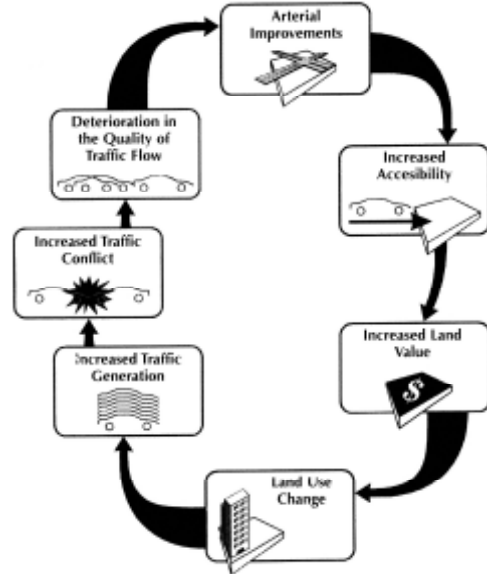 Arterial
Improvements
Increased
Accesibility
Increased Land
Value
$
Land Use
Change
Increased Traffic
Generation
Increased Traffic
Conflict
Deterioration in
the Quality of
Traffic Flow